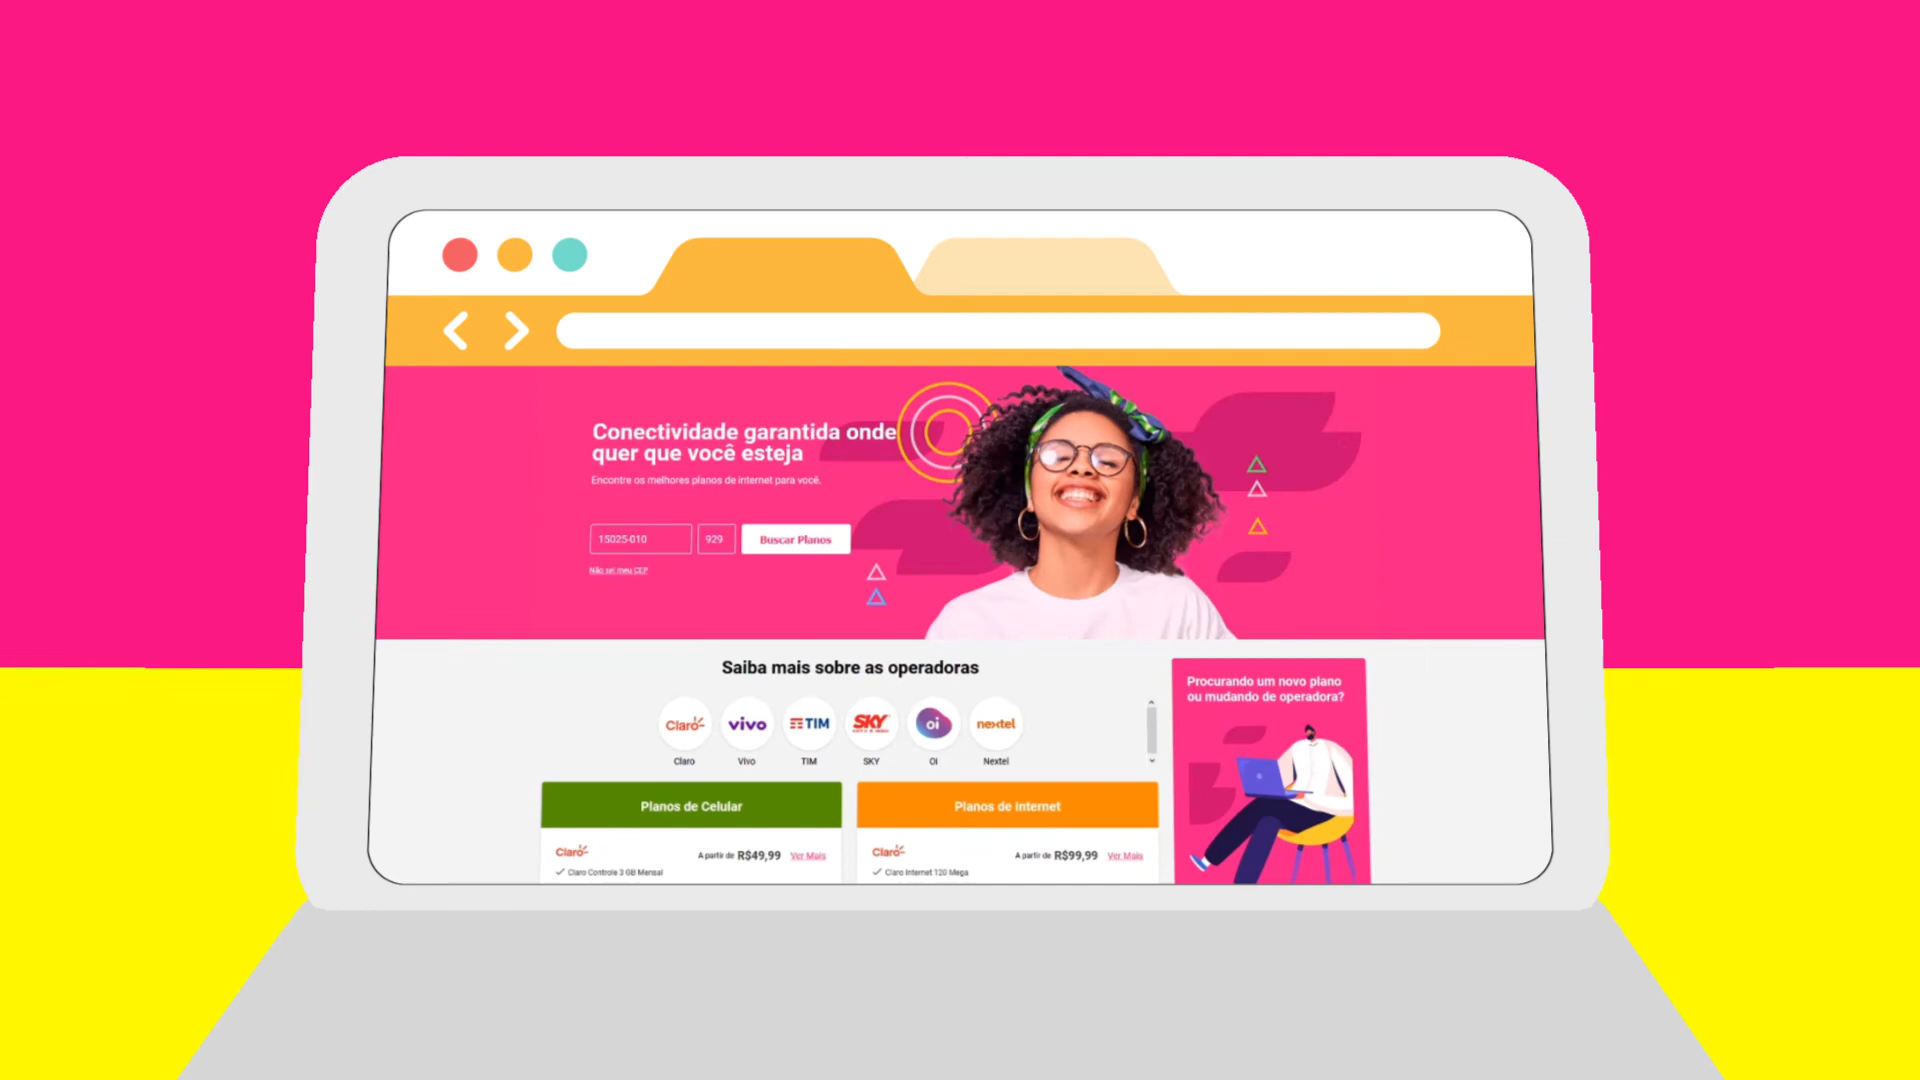 Conectividade garantida onde
quer que você esteja
Encontre os melhores planos de internet para você.
15025-010 929 Buscar Planos
Não sei meu CEP
Saiba mais sobre as operadoras
Claro vivo TIM SKY oi nextel
Claro Vivo TIM SKY Oi Nextel
Procurando um novo plano
ou mudando de operadora?
Planos de Celular
Claro A partir de R$49,99 Ver Mais
Claro Controle 3 GB Mensal
Planos de Internet
Claro A partir de R$99,99 Ver Mais
Claro Internet 120 Mega